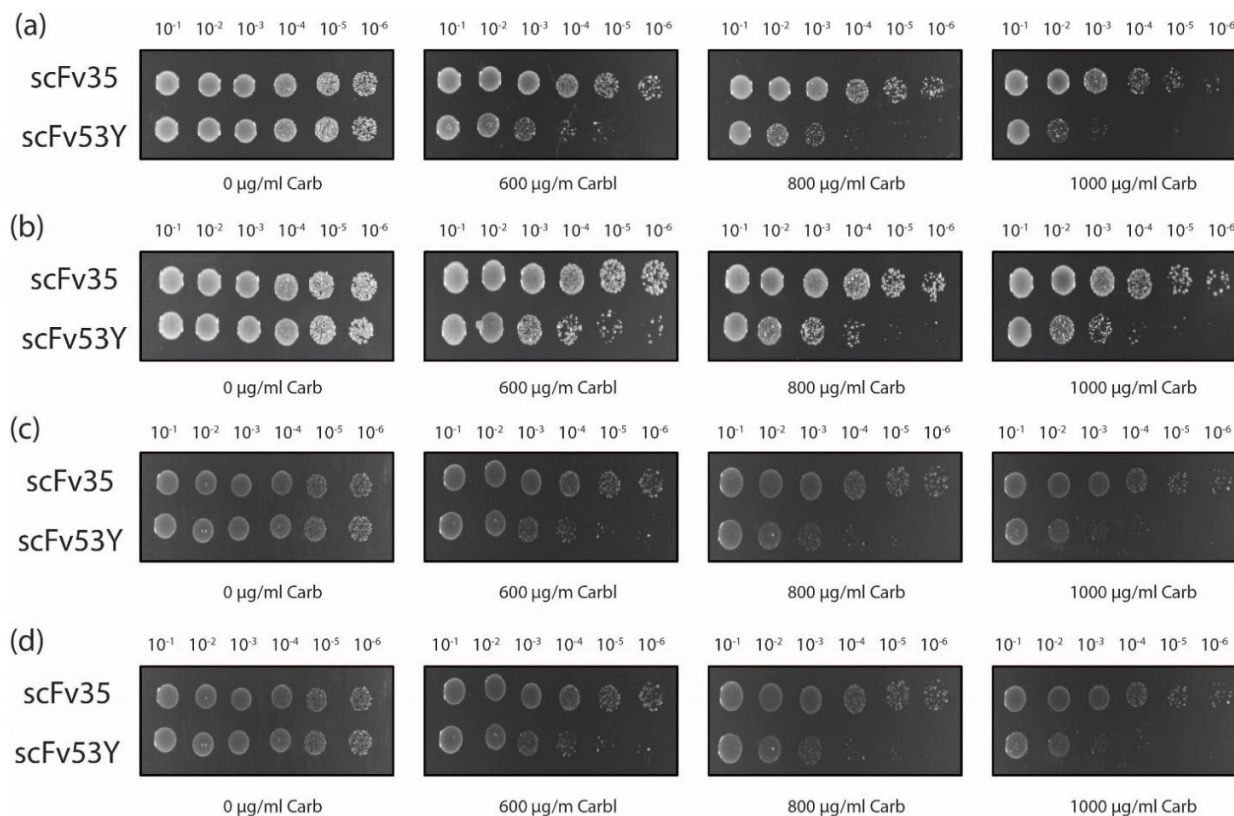 (a)
10⁻¹ 10⁻² 10⁻³ 10⁻⁴ 10⁻⁵ 10⁻⁶ 10⁻¹ 10⁻² 10⁻³ 10⁻⁴ 10⁻⁵ 10⁻⁶ 10⁻¹ 10⁻² 10⁻³ 10⁻⁴ 10⁻⁵ 10⁻⁶ 10⁻¹ 10⁻² 10⁻³ 10⁻⁴ 10⁻⁵ 10⁻⁶
scFv35
scFv53Y
0 µg/ml Carb 600 µg/m Carbl 800 µg/ml Carb 1000 µg/ml Carb
(b)
10⁻¹ 10⁻² 10⁻³ 10⁻⁴ 10⁻⁵ 10⁻⁶ 10⁻¹ 10⁻² 10⁻³ 10⁻⁴ 10⁻⁵ 10⁻⁶ 10⁻¹ 10⁻² 10⁻³ 10⁻⁴ 10⁻⁵ 10⁻⁶ 10⁻¹ 10⁻² 10⁻³ 10⁻⁴ 10⁻⁵ 10⁻⁶
scFv35
scFv53Y
0 µg/ml Carb 600 µg/m Carbl 800 µg/ml Carb 1000 µg/ml Carb
(c)
10⁻¹ 10⁻² 10⁻³ 10⁻⁴ 10⁻⁵ 10⁻⁶ 10⁻¹ 10⁻² 10⁻³ 10⁻⁴ 10⁻⁵ 10⁻⁶ 10⁻¹ 10⁻² 10⁻³ 10⁻⁴ 10⁻⁵ 10⁻⁶ 10⁻¹ 10⁻² 10⁻³ 10⁻⁴ 10⁻⁵ 10⁻⁶
scFv35
scFv53Y
0 µg/ml Carb 600 µg/m Carbl 800 µg/ml Carb 1000 µg/ml Carb
(d)
10⁻¹ 10⁻² 10⁻³ 10⁻⁴ 10⁻⁵ 10⁻⁶ 10⁻¹ 10⁻² 10⁻³ 10⁻⁴ 10⁻⁵ 10⁻⁶ 10⁻¹ 10⁻² 10⁻³ 10⁻⁴ 10⁻⁵ 10⁻⁶ 10⁻¹ 10⁻² 10⁻³ 10⁻⁴ 10⁻⁵ 10⁻⁶
scFv35
scFv53Y
0 µg/ml Carb 600 µg/m Carbl 800 µg/ml Carb 1000 µg/ml Carb